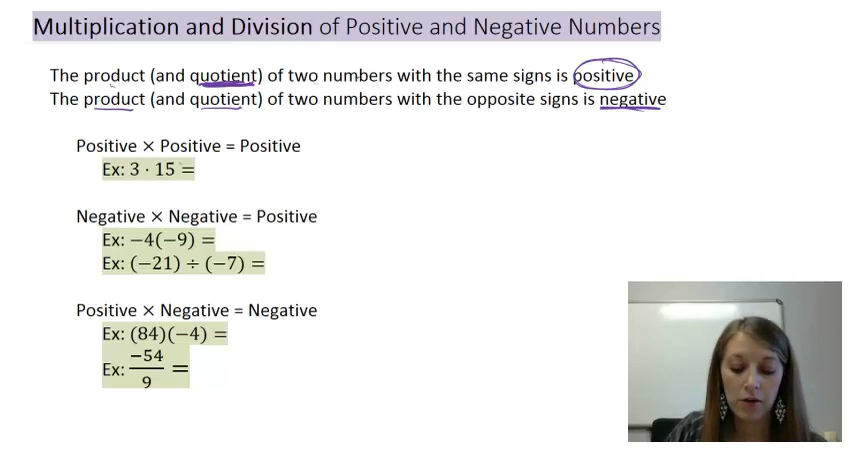 Multiplication and Division of Positive and Negative Numbers
The product (and quotient) of two numbers with the same signs is positive
The product (and quotient) of two numbers with the opposite signs is negative
Positive × Positive = Positive
Ex: 3 · 15 =
Negative × Negative = Positive
Ex: −4(−9) =
Ex: (−21) ÷ (−7) =
Positive × Negative = Negative
Ex: (84)(−4) =
Ex: −54/9 =